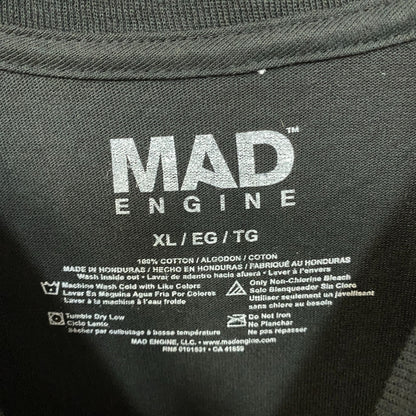 MAD™
ENGINE
XL / EG / TG
100% COTTON / ALGODON / COTON
MADE IN HONDURAS / HECHO EN HONDURAS / FABRIQUÉ AU HONDURAS
Wash inside out • Lavar de adentro hacia afuera • Laver à l'envers
Machine Wash Cold with Like Colors
Lavar En Maquina Agua Fria Por Colores
Laver à la machine à l'eau froide
Only Non-Chlorine Bleach
Solo Blanqueador Sin Cloro
Utiliser seulement un javellisant
sans chlore
Tumble Dry Low
Ciclo Lento
Sécher par culbutage à basse température
Do Not Iron
No Planchar
Ne pas repasser
MAD ENGINE, LLC. • www.madengine.com
RN# 0101831 • CA 41659